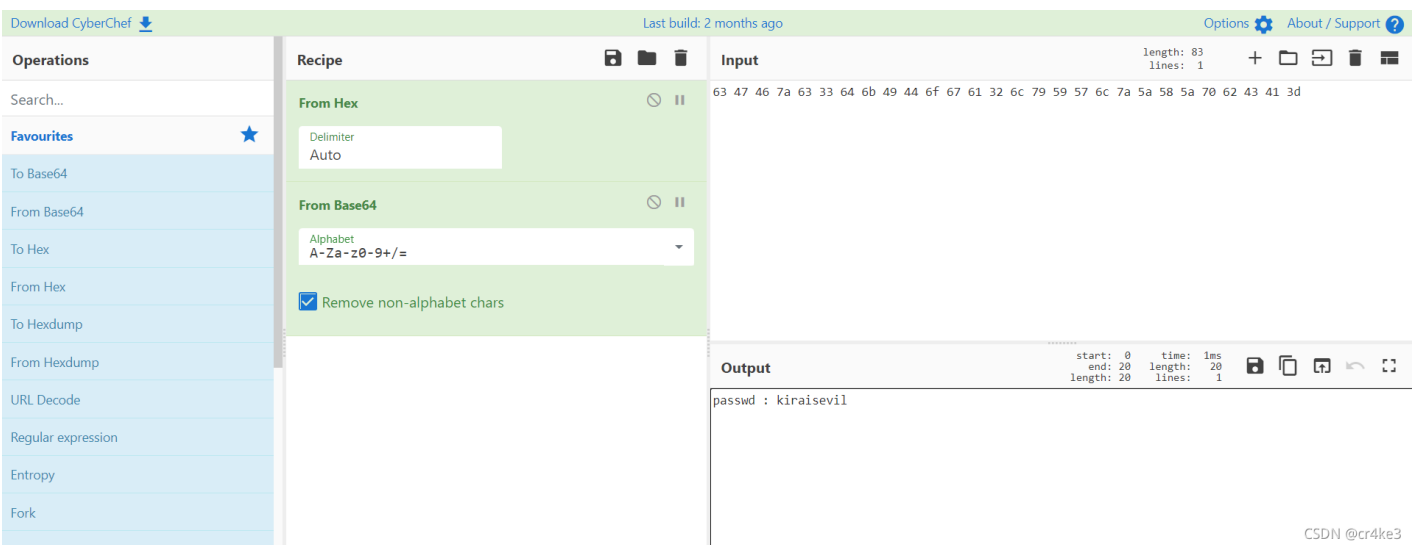 Download CyberChef
Last build: 2 months ago
Options
About / Support
Operations
Search...
Favourites
To Base64
From Base64
To Hex
From Hex
To Hexdump
From Hexdump
URL Decode
Regular expression
Entropy
Fork
Recipe
From Hex
Delimiter
Auto
From Base64
Alphabet
A-Za-z0-9+/=
Remove non-alphabet chars
Input
length: 83
lines: 1
63 47 46 7a 63 33 64 6b 49 44 6f 67 61 32 6c 79 59 57 6c 7a 5a 58 5a 70 62 43 41 3d
Output
start: 0 time: 1ms
end: 20 length: 20
length: 20 lines: 1
passwd : kiraisevil
CSDN @cr4ke3